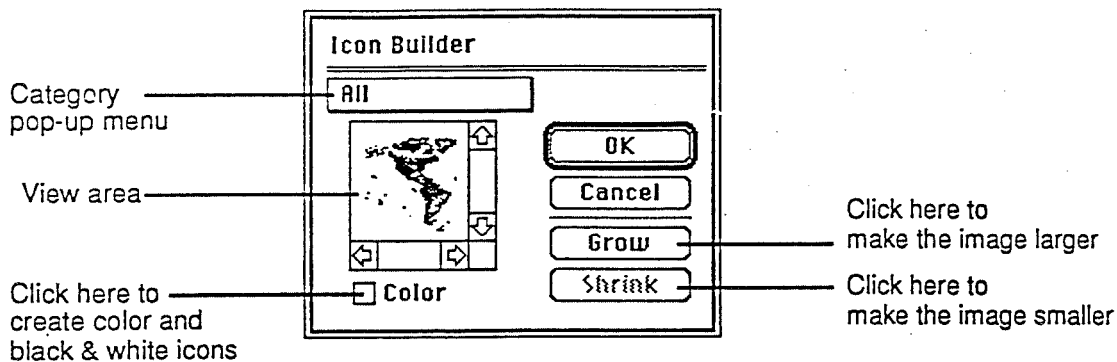 Icon Builder
Category
pop-up menu
All
OK
View area
Cancel
Click here to
make the image larger
Grow
Click here to
create color and
black & white icons
Color
Shrink
Click here to
make the image smaller